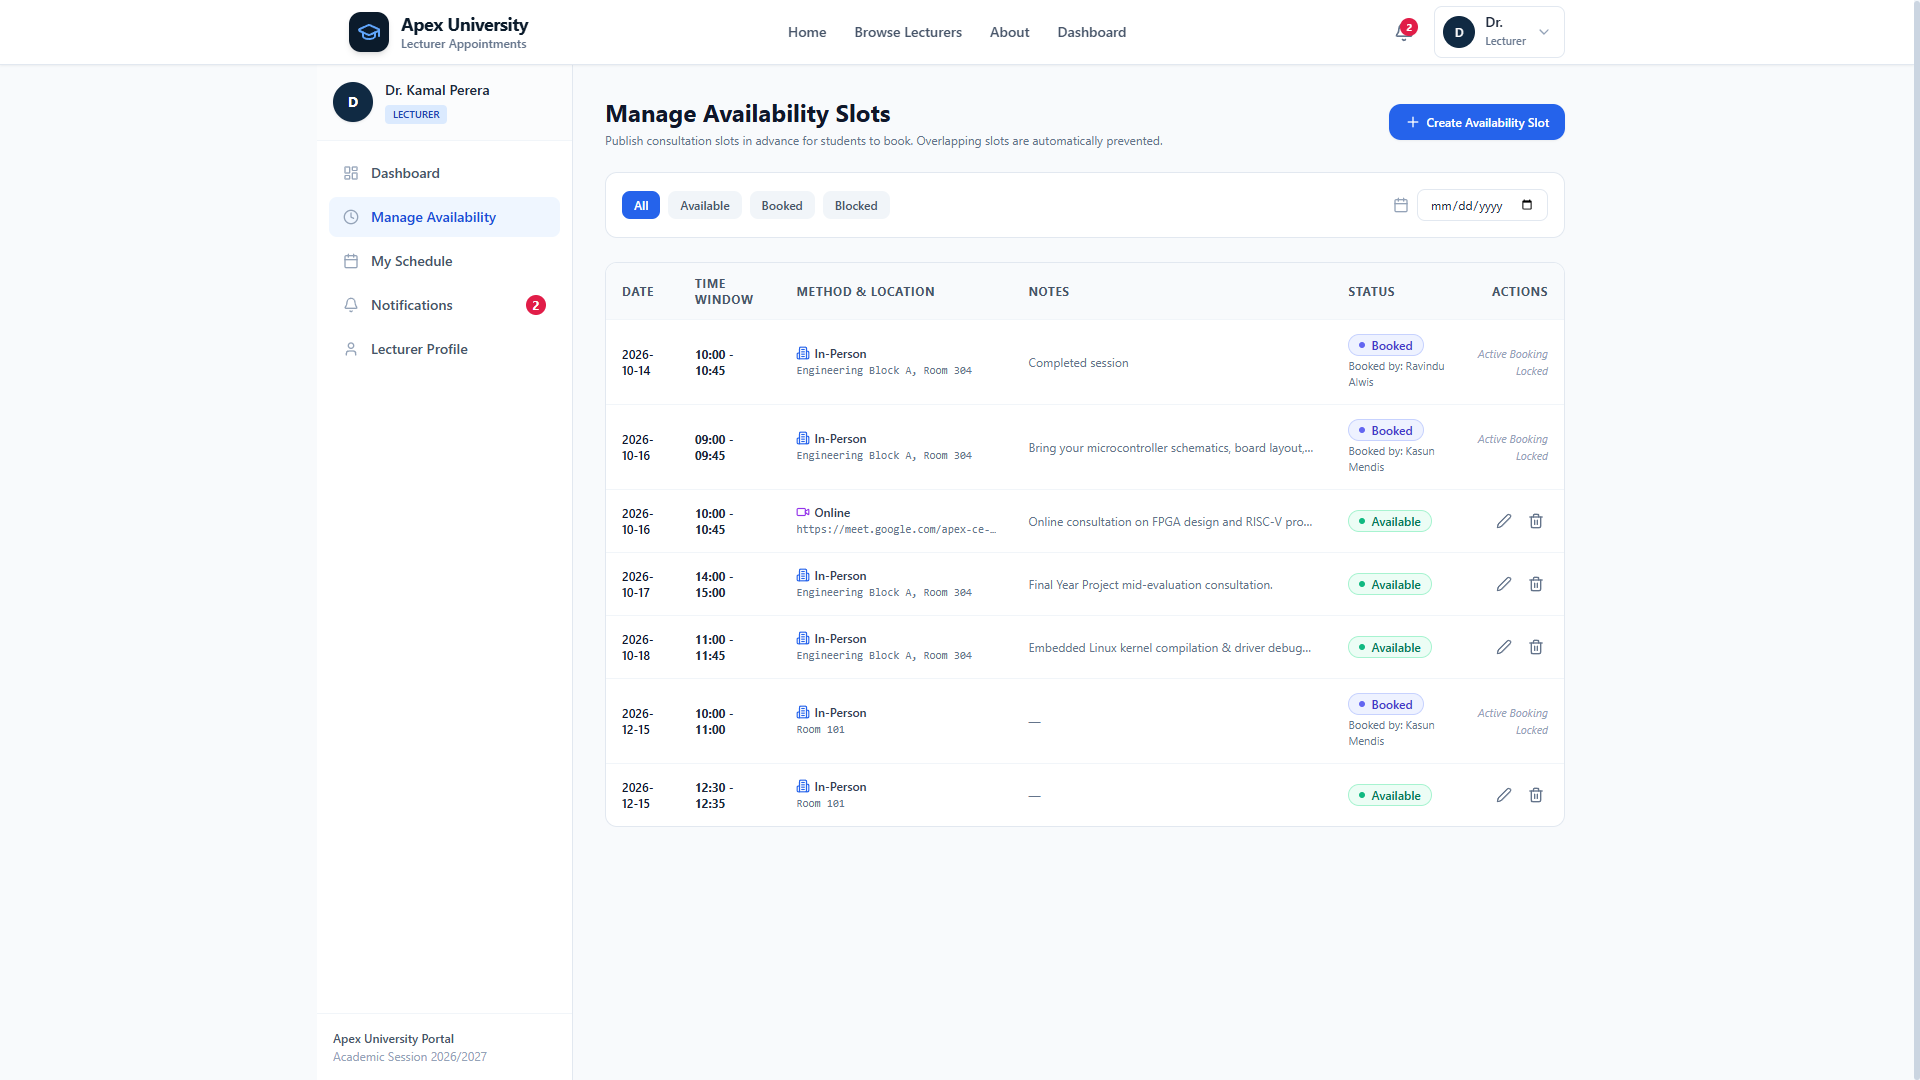 Apex University
Lecturer Appointments
Home
Browse Lecturers
About
Dashboard
2
D
Dr.
Lecturer
D
Dr. Kamal Perera
LECTURER
Dashboard
Manage Availability
My Schedule
Notifications
2
Lecturer Profile
Apex University Portal
Academic Session 2026/2027
Manage Availability Slots
Publish consultation slots in advance for students to book. Overlapping slots are automatically prevented.
Create Availability Slot
All
Available
Booked
Blocked
mm/dd/yyyy
DATE
TIME
WINDOW
METHOD & LOCATION
NOTES
STATUS
ACTIONS
2026-
10-14
10:00 -
10:45
In-Person
Engineering Block A, Room 304
Completed session
Booked
Booked by: Ravindu
Alwis
Active Booking
Locked
2026-
10-16
09:00 -
09:45
In-Person
Engineering Block A, Room 304
Bring your microcontroller schematics, board layout,...
Booked
Booked by: Kasun
Mendis
Active Booking
Locked
2026-
10-16
10:00 -
10:45
Online
https://meet.google.com/apex-ce-…
Online consultation on FPGA design and RISC-V pro...
Available
2026-
10-17
14:00 -
15:00
In-Person
Engineering Block A, Room 304
Final Year Project mid-evaluation consultation.
Available
2026-
10-18
11:00 -
11:45
In-Person
Engineering Block A, Room 304
Embedded Linux kernel compilation & driver debug...
Available
2026-
12-15
10:00 -
11:00
In-Person
Room 101
—
Booked
Booked by: Kasun
Mendis
Active Booking
Locked
2026-
12-15
12:30 -
12:35
In-Person
Room 101
—
Available